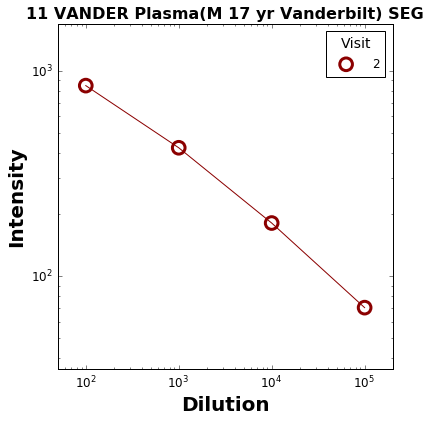 11 VANDER Plasma(M 17 yr Vanderbilt) SEG
Visit
2
10³
10²
Intensity
10² 10³ 10⁴ 10⁵
Dilution